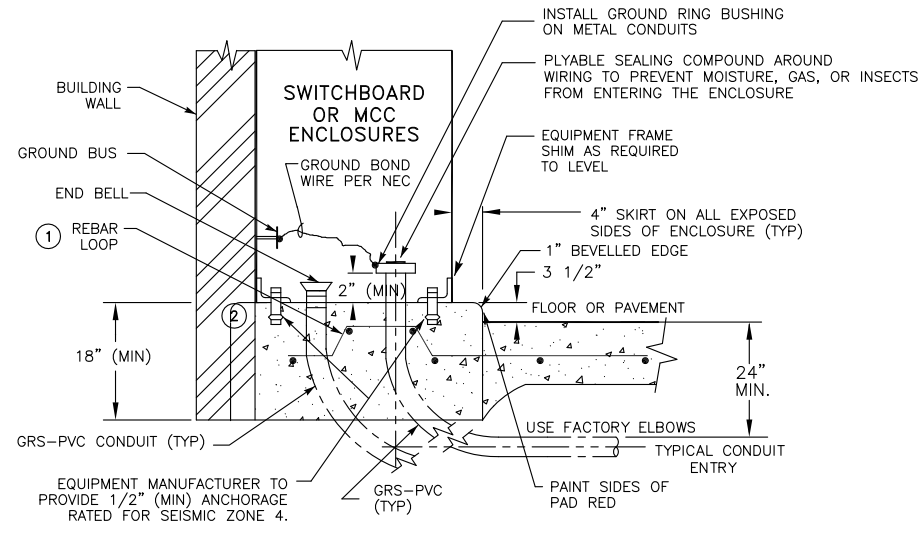 INSTALL GROUND RING BUSHING
ON METAL CONDUITS
PLYABLE SEALING COMPOUND AROUND
WIRING TO PREVENT MOISTURE, GAS, OR INSECTS
FROM ENTERING THE ENCLOSURE
BUILDING
WALL
SWITCHBOARD
OR MCC
ENCLOSURES
EQUIPMENT FRAME
SHIM AS REQUIRED
TO LEVEL
GROUND BUS
GROUND BOND
WIRE PER NEC
END BELL
4" SKIRT ON ALL EXPOSED
SIDES OF ENCLOSURE (TYP)
1 REBAR
LOOP
1" BEVELLED EDGE
3 1/2"
2" (MIN)
FLOOR OR PAVEMENT
2
18" (MIN)
24"
MIN.
GRS-PVC CONDUIT (TYP)
USE FACTORY ELBOWS
TYPICAL CONDUIT
ENTRY
EQUIPMENT MANUFACTURER TO
PROVIDE 1/2" (MIN) ANCHORAGE
RATED FOR SEISMIC ZONE 4.
GRS-PVC
(TYP)
PAINT SIDES OF
PAD RED